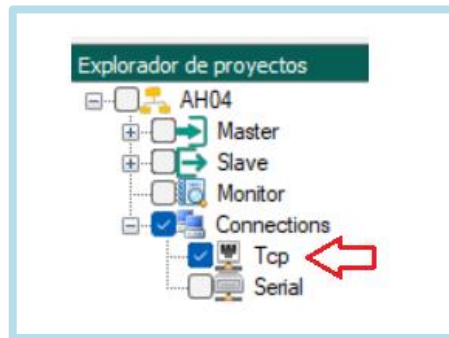 Explorador de proyectos
AH04
Master
Slave
Monitor
Connections
Tcp
Serial